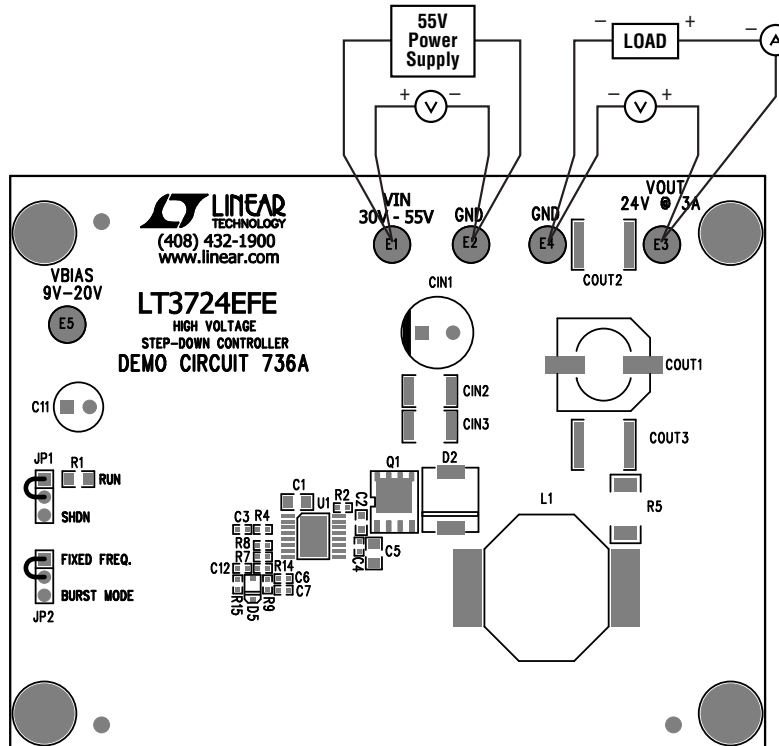 55V
Power
Supply
+ V −
− LOAD + − A
− V +
LINEAR
TECHNOLOGY
(408) 432-1900
www.linear.com
VIN
30V - 55V
GND
GND
VOUT
24V @ 3A
E1
E2
E4
E3
VBIAS
9V-20V
E5
LT3724EFE
HIGH VOLTAGE
STEP-DOWN CONTROLLER
DEMO CIRCUIT 736A
CIN1
COUT2
COUT1
CIN2
CIN3
COUT3
C11
JP1
R1
RUN
SHDN
Q1
D2
L1
R5
C1
U1
R2
C2
C3
R4
R8
R7
C12
R14
C6
C7
R15
D5
R9
C4
C5
FIXED FREQ.
BURST MODE
JP2